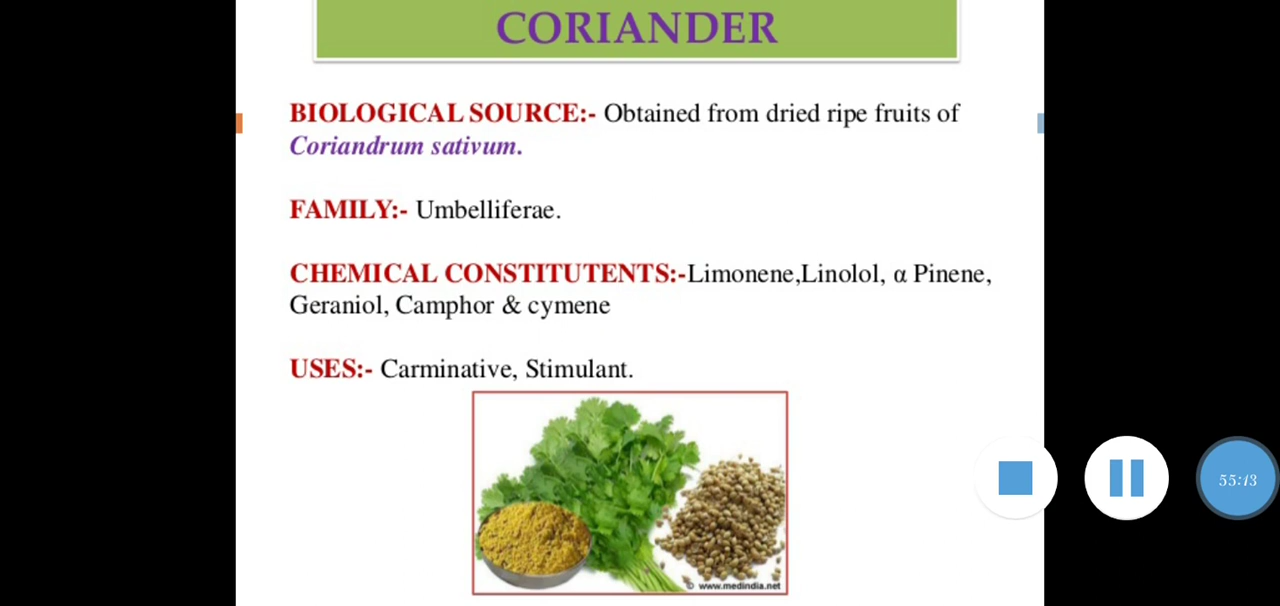 CORIANDER
BIOLOGICAL SOURCE:- Obtained from dried ripe fruits of
Coriandrum sativum.
FAMILY:- Umbelliferae.
CHEMICAL CONSTITUTENTS:-Limonene,Linolol, α Pinene,
Geraniol, Camphor & cymene
USES:- Carminative, Stimulant.
© www.medindia.net
55:13